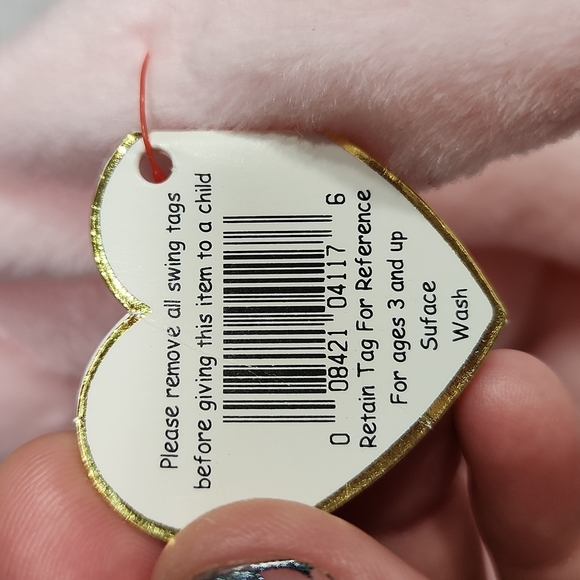 Please remove all swing tags
before giving this item to a child
0 08421 04117 6
Retain Tag For Reference
For ages 3 and up
Suface
Wash